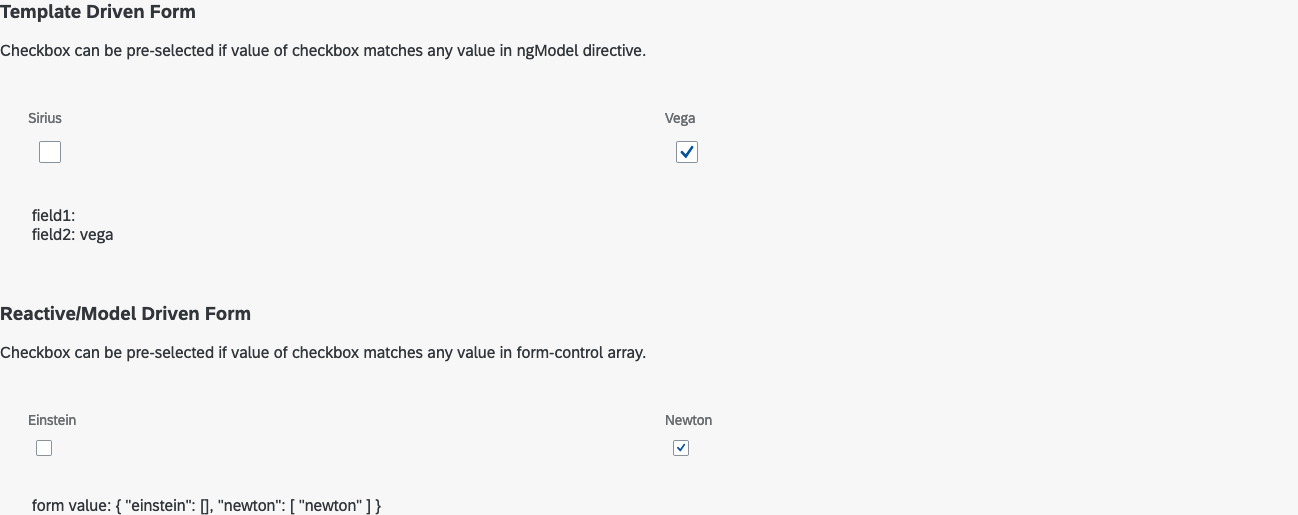 Template Driven Form
Checkbox can be pre-selected if value of checkbox matches any value in ngModel directive.
Sirius
Vega
field1:
field2: vega
Reactive/Model Driven Form
Checkbox can be pre-selected if value of checkbox matches any value in form-control array.
Einstein
Newton
form value: { "einstein": [], "newton": [ "newton" ] }